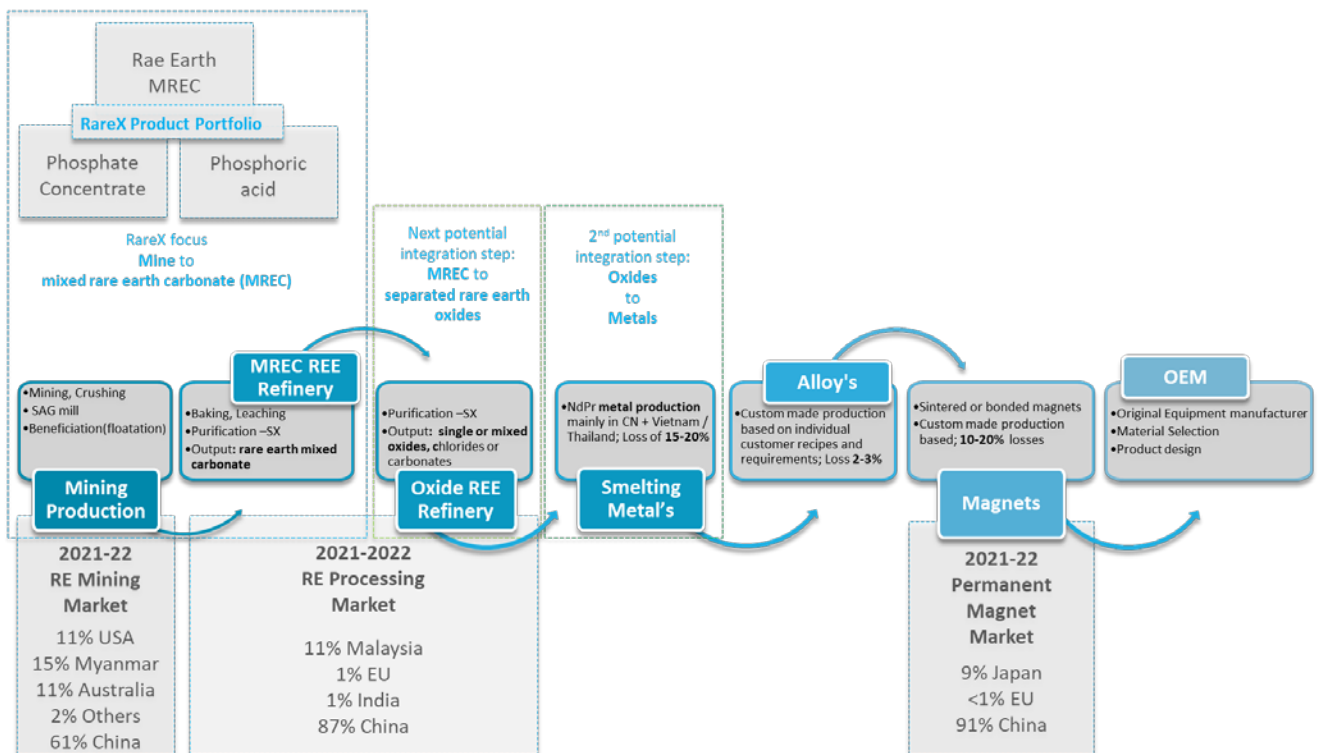 Rae Earth
MREC
RareX Product Portfolio
Phosphate
Concentrate
Phosphoric
acid
RareX focus
MIne to
mixed rare earth carbonate (MREC)
Next potential
integration step:
MREC to
separated rare earth
oxides
2nd potential
integration step:
Oxides
to
Metals
•Mining, Crushing
• SAG mill
•Beneficiation(floatation)
Mining
Production
MREC REE
Refinery
•Baking, Leaching
•Purification –SX
•Output: rare earth mixed
carbonate
•Purification –SX
•Output: single or mixed
oxides, chlorides or
carbonates
Oxide REE
Refinery
•NdPr metal production
mainly in CN + Vietnam /
Thailand; Loss of 15-20%
Smelting
Metal’s
Alloy's
•Custom made production
based on individual
customer recipes and
requirements; Loss 2-3%
•Sintered or bonded magnets
•Custom made production
based; 10-20% losses
Magnets
OEM
•Original Equipment manufacturer
•Material Selection
•Product design
2021-22
RE Mining
Market
11% USA
15% Myanmar
11% Australia
2% Others
61% China
2021-2022
RE Processing
Market
11% Malaysia
1% EU
1% India
87% China
2021-22
Permanent
Magnet
Market
9% Japan
<1% EU
91% China